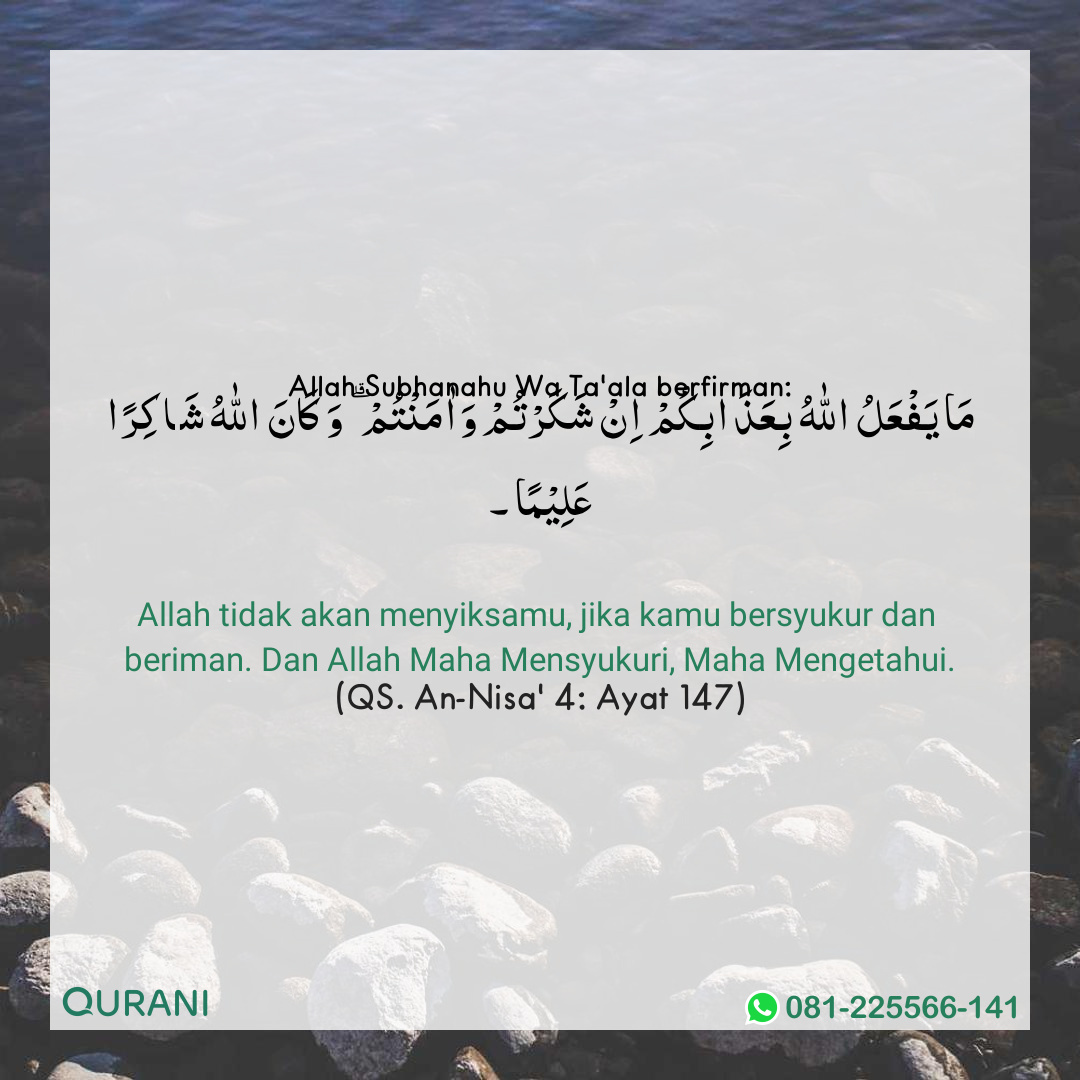 Allah Subhanahu Wa Ta'ala berfirman:
مَا يَفْعَلُ اللّٰهُ بِعَذَابِكُمْ اِنْ شَكَرْتُمْ وَاٰمَنْتُمْ ۗ وَكَانَ اللّٰهُ شَاكِرًا
عَلِيْمًا ـ
Allah tidak akan menyiksamu, jika kamu bersyukur dan
beriman. Dan Allah Maha Mensyukuri, Maha Mengetahui.
(QS. An-Nisa' 4: Ayat 147)
QURANI
081-225566-141